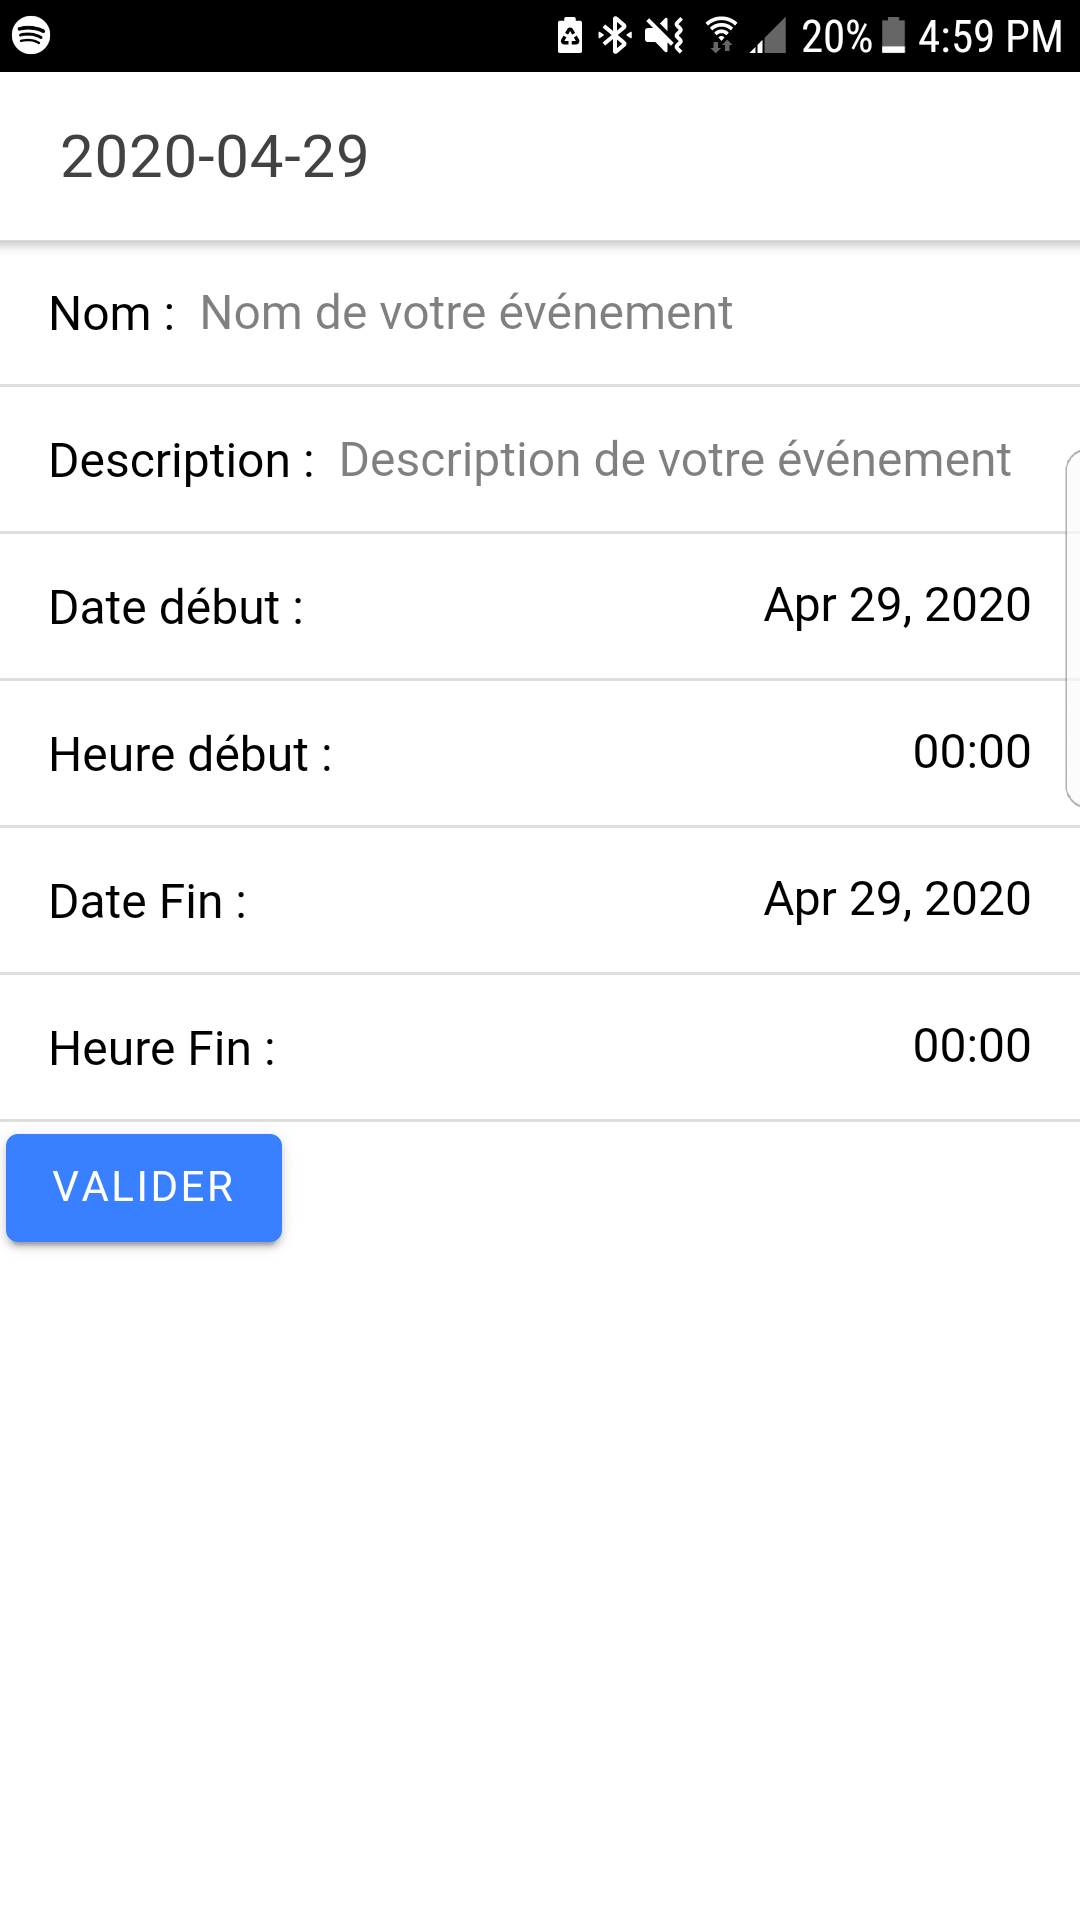 20% 4:59 PM
2020-04-29
Nom : Nom de votre événement
Description : Description de votre événement
Date début : Apr 29, 2020
Heure début : 00:00
Date Fin : Apr 29, 2020
Heure Fin : 00:00
VALIDER